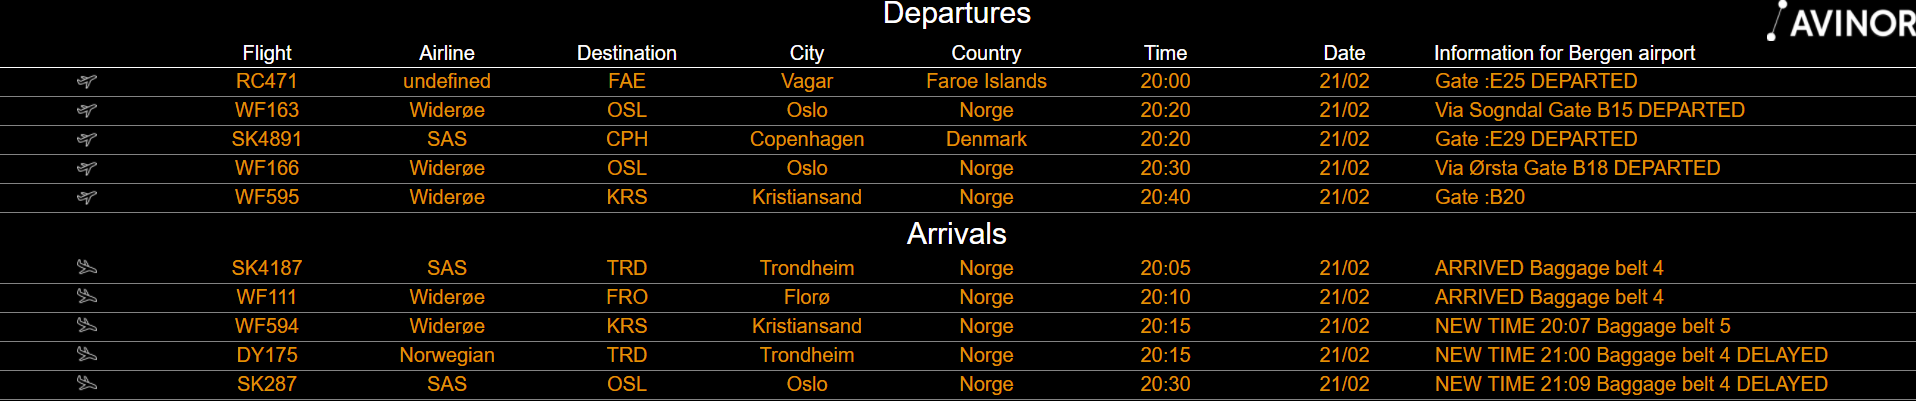 Departures
AVINOR
Flight Airline Destination City Country Time Date Information for Bergen airport
RC471 undefined FAE Vagar Faroe Islands 20:00 21/02 Gate :E25 DEPARTED
WF163 Widerøe OSL Oslo Norge 20:20 21/02 Via Sogndal Gate B15 DEPARTED
SK4891 SAS CPH Copenhagen Denmark 20:20 21/02 Gate :E29 DEPARTED
WF166 Widerøe OSL Oslo Norge 20:30 21/02 Via Ørsta Gate B18 DEPARTED
WF595 Widerøe KRS Kristiansand Norge 20:40 21/02 Gate :B20
Arrivals
SK4187 SAS TRD Trondheim Norge 20:05 21/02 ARRIVED Baggage belt 4
WF111 Widerøe FRO Florø Norge 20:10 21/02 ARRIVED Baggage belt 4
WF594 Widerøe KRS Kristiansand Norge 20:15 21/02 NEW TIME 20:07 Baggage belt 5
DY175 Norwegian TRD Trondheim Norge 20:15 21/02 NEW TIME 21:00 Baggage belt 4 DELAYED
SK287 SAS OSL Oslo Norge 20:30 21/02 NEW TIME 21:09 Baggage belt 4 DELAYED